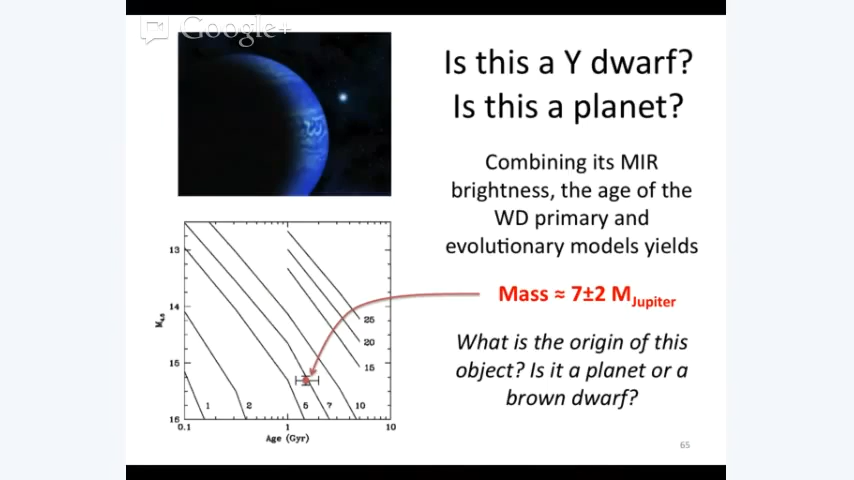 Google+
Is this a Y dwarf?
Is this a planet?
Combining its MIR
brightness, the age of the
WD primary and
evolutionary models yields
Mass ≈ 7±2 M_Jupiter
What is the origin of this
object? Is it a planet or a
brown dwarf?
13
14
15
16
M4.5
25
20
15
1 2 5 7 10
0.1 1 10
Age (Gyr)
65